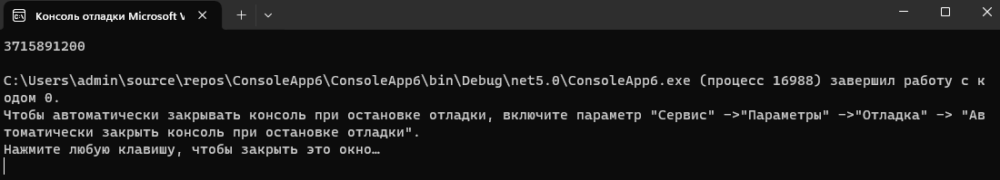 Консоль отладки Microsoft V
3715891200
C:\Users\admin\source\repos\ConsoleApp6\ConsoleApp6\bin\Debug\net5.0\ConsoleApp6.exe (процесс 16988) завершил работу с к
одом 0.
Чтобы автоматически закрывать консоль при остановке отладки, включите параметр "Сервис" ->"Параметры" ->"Отладка" -> "Ав
томатически закрыть консоль при остановке отладки".
Нажмите любую клавишу, чтобы закрыть это окно…